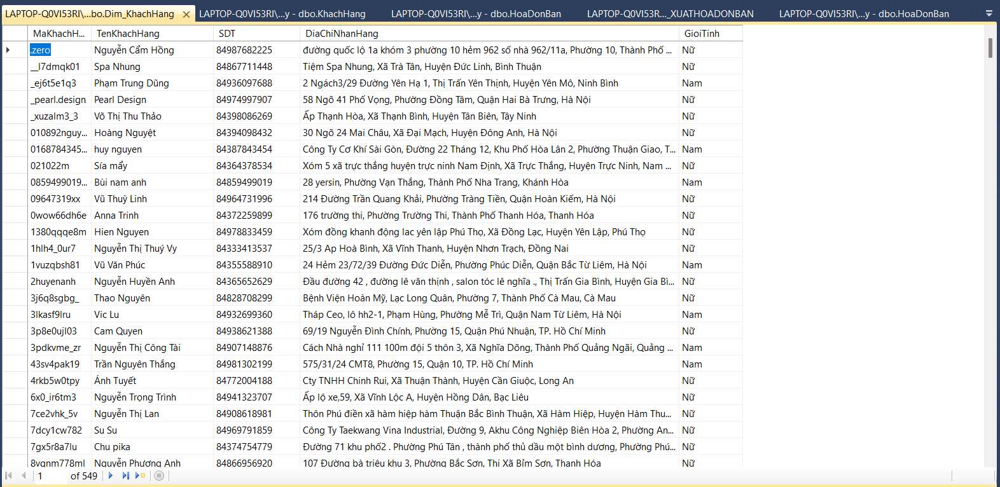 LAPTOP-Q0VI53RI\...bo.Dim_KhachHang LAPTOP-Q0VI53RI\...y - dbo.KhachHang LAPTOP-Q0VI53RI\...y - dbo.HoaDonBan LAPTOP-Q0VI53R..._XUATHOADONBAN LAPTOP-Q0VI53RI\...y - dbo.HoaDonBan
MaKhachH... TenKhachHang SDT DiaChiNhanHang GioiTinh
.zero Nguyễn Cẩm Hồng 84987682225 đường quốc lộ 1a khóm 3 phường 10 hẻm 962 số nhà 962/11a, Phường 10, Thành Phố ... Nữ
__l7dmqk01 Spa Nhung 84867711448 Tiệm Spa Nhung, Xã Trà Tân, Huyện Đức Linh, Bình Thuận Nữ
_ej6t5e1q3 Phạm Trung Dũng 84936097688 2 Ngách3/29 Đường Yên Hạ 1, Thị Trấn Yên Thịnh, Huyện Yên Mô, Ninh Bình Nam
_pearl.design Pearl Design 84974997907 58 Ngõ 41 Phố Vọng, Phường Đồng Tâm, Quận Hai Bà Trưng, Hà Nội Nữ
_xuzalm3_3 Võ Thị Thu Thảo 84398086269 Ấp Thạnh Hòa, Xã Thạnh Bình, Huyện Tân Biên, Tây Ninh Nữ
010892nguy... Hoàng Nguyệt 84394098432 30 Ngõ 24 Mai Châu, Xã Đại Mạch, Huyện Đông Anh, Hà Nội Nữ
0168784345... huy nguyen 84387843454 Công Ty Cơ Khí Sài Gòn, Đường 22 Tháng 12, Khu Phố Hòa Lân 2, Phường Thuận Giao, T... Nam
021022m Sía mẩy 84364378534 Xóm 5 xã trực thắng huyện trực ninh Nam Định, Xã Trực Thắng, Huyện Trực Ninh, Nam ... Nữ
0859499019... Bùi nam anh 84859499019 28 yersin, Phường Vạn Thắng, Thành Phố Nha Trang, Khánh Hòa Nam
09647319xx Vũ Thuỳ Linh 84964731996 214 Đường Trần Quang Khải, Phường Tràng Tiền, Quận Hoàn Kiếm, Hà Nội Nữ
0wow66dh6e Anna Trinh 84372259899 176 trường thi, Phường Trường Thi, Thành Phố Thanh Hóa, Thanh Hóa Nữ
1380qqqe8m Hien Nguyen 84978833459 Xóm đồng khanh động lac yên lập Phú Thọ, Xã Đồng Lạc, Huyện Yên Lập, Phú Thọ Nữ
1hlh4_0ur7 Nguyễn Thị Thuý Vy 84333413537 25/3 Ap Hoà Bình, Xã Vĩnh Thanh, Huyện Nhơn Trạch, Đồng Nai Nữ
1vuzqbsh81 Vũ Văn Phúc 84355588910 24 Hẻm 23/72/39 Đường Đức Diễn, Phường Phúc Diễn, Quận Bắc Từ Liêm, Hà Nội Nam
2huyenanh Nguyễn Huyền Anh 84365652629 Đầu đường 42 , đường lê văn thịnh , salon tóc lê nghĩa ., Thị Trấn Gia Bình, Huyện Gia Bì... Nữ
3j6q8sgbg_ Thao Nguyên 84828708299 Bệnh Viện Hoàn Mỹ, Lạc Long Quân, Phường 7, Thành Phố Cà Mau, Cà Mau Nữ
3lkasf9lru Vic Lu 84932699360 Tháp Ceo, lô hh2-1, Phạm Hùng, Phường Mễ Trì, Quận Nam Từ Liêm, Hà Nội Nam
3p8e0ujl03 Cam Quyen 84938621388 69/19 Nguyễn Đình Chính, Phường 15, Quận Phú Nhuận, TP. Hồ Chí Minh Nữ
3pdkvme_zr Nguyễn Thị Công Tài 84907148876 Cách Nhà nghỉ 111 100m đội 5 thôn 3, Xã Nghĩa Dõng, Thành Phố Quảng Ngãi, Quảng ... Nam
43sv4pak19 Trần Nguyên Thắng 84981302199 575/31/24 CMT8, Phường 15, Quận 10, TP. Hồ Chí Minh Nam
4rkb5w0tpy Ánh Tuyết 84772004188 Cty TNHH Chinh Rui, Xã Thuận Thành, Huyện Cần Giuộc, Long An Nữ
6x0_ir6tm3 Nguyễn Trọng Trình 84941323707 Ấp lộ xe,59, Xã Vĩnh Lộc A, Huyện Hồng Dân, Bạc Liêu Nữ
7ce2vhk_5v Nguyễn Thị Lan 84908618981 Thôn Phú điền xã hàm hiệp hàm Thuận Bắc Bình Thuận, Xã Hàm Hiệp, Huyện Hàm Thu... Nữ
7dcy1cw782 Su Su 84969791859 Công Ty Taekwang Vina Industrial, Đường 9, Akhu Công Nghiệp Biên Hòa 2, Phường An... Nữ
7gx5r8a7lu Chu pika 84374754779 Đường 71 khu phố2 . Phường Phú Tân , thành phố thủ dầu một bình dương, Phường Phú... Nữ
8vgnm778ml Nguyễn Phương Anh 84866956920 107 Đường bà triệu khu 3, Phường Bắc Sơn, Thị Xã Bỉm Sơn, Thanh Hóa Nữ
1 of 549